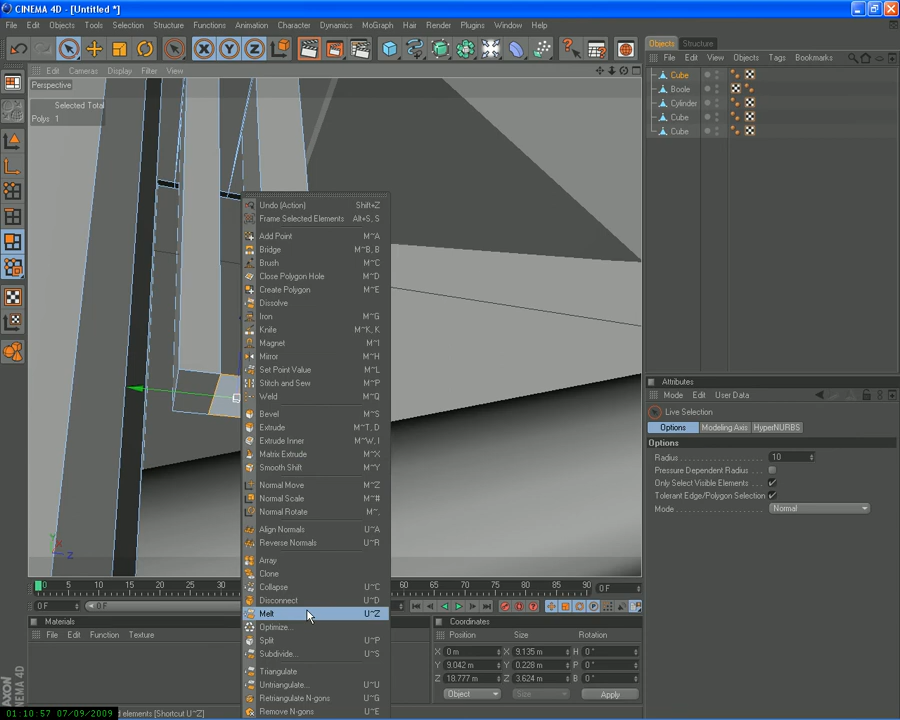 CINEMA 4D - [Untitled *]
File Edit Objects Tools Selection Structure Functions Animation Character Dynamics MoGraph Hair Render Plugins Window Help
Edit Cameras Display Filter View
Perspective
Selected Total
Polys 1
Undo (Action) Shift+Z
Frame Selected Elements Alt+S, S
Add Point M~A
Bridge M~B, B
Brush M~C
Close Polygon Hole M~D
Create Polygon M~E
Dissolve
Iron M~G
Knife M~K, K
Magnet M~I
Mirror M~H
Set Point Value M~L
Stitch and Sew M~P
Weld M~Q
Bevel M~S
Extrude M~T, D
Extrude Inner M~W, I
Matrix Extrude M~X
Smooth Shift M~Y
Normal Move M~Z
Normal Scale M~#
Normal Rotate M~,
Align Normals U~A
Reverse Normals U~R
Array
Clone
Collapse U~C
Disconnect U~D
Melt U~Z
Optimize...
Split U~P
Subdivide... U~S
Triangulate
Untriangulate... U~U
Retriangulate N-gons U~G
Remove N-gons U~E
Objects Structure
File Edit View Objects Tags Bookmarks
Cube
Boole
Cylinder
Cube
Cube
Attributes
Mode Edit User Data
Live Selection
Options Modeling Axis HyperNURBS
Options
Radius 10
Pressure Dependent Radius
Only Select Visible Elements
Tolerant Edge/Polygon Selection
Mode Normal
0 5 10 15 20 25 30 60 65 70 75 80 85 90 0 F
0 F 0 F
Materials
File Edit Function Texture
Coordinates
Position Size Rotation
X 0 m X 9.135 m H 0 °
Y 9.042 m Y 0.228 m P 0 °
Z 18.777 m Z 3.624 m B 0 °
Object Size Apply
AXON
CINEMA 4D
01:10:57 07/09/2009 d elements [Shortcut U~Z]